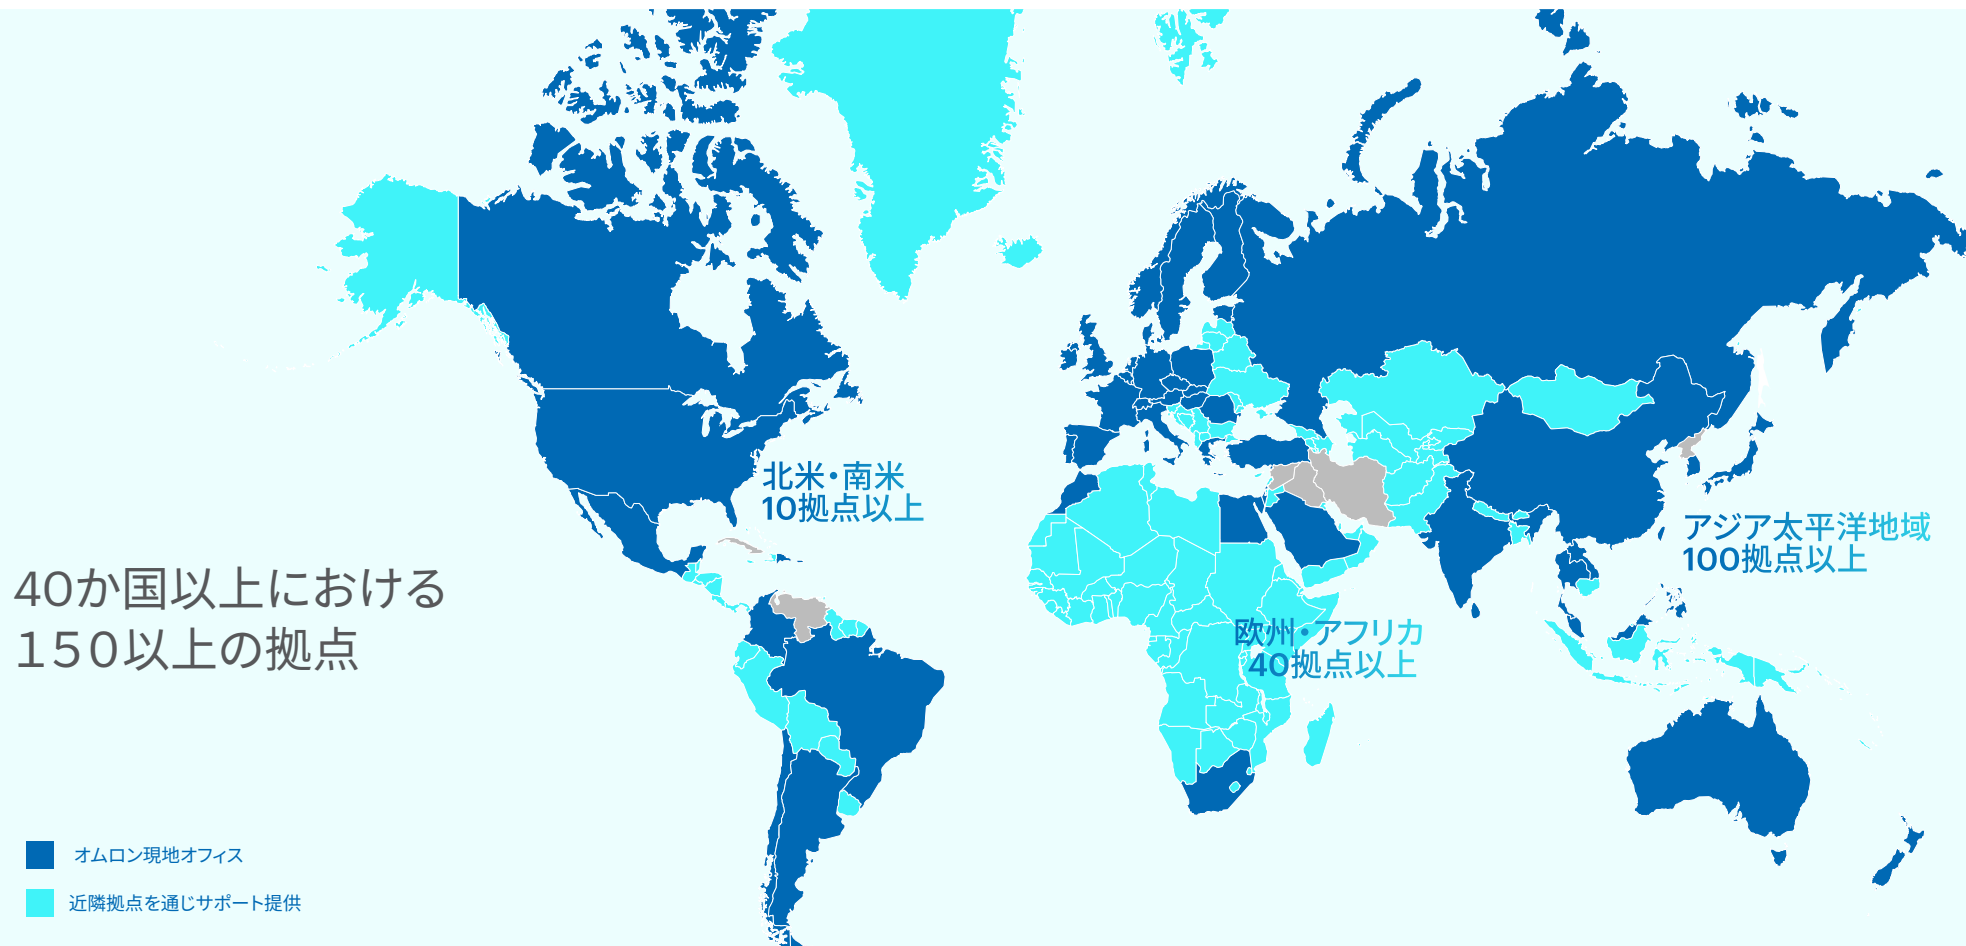 北米・南米
10拠点以上
アジア太平洋地域
100拠点以上
40か国以上における
１５０以上の拠点
欧州・アフリカ
40拠点以上
オムロン現地オフィス
近隣拠点を通じサポート提供